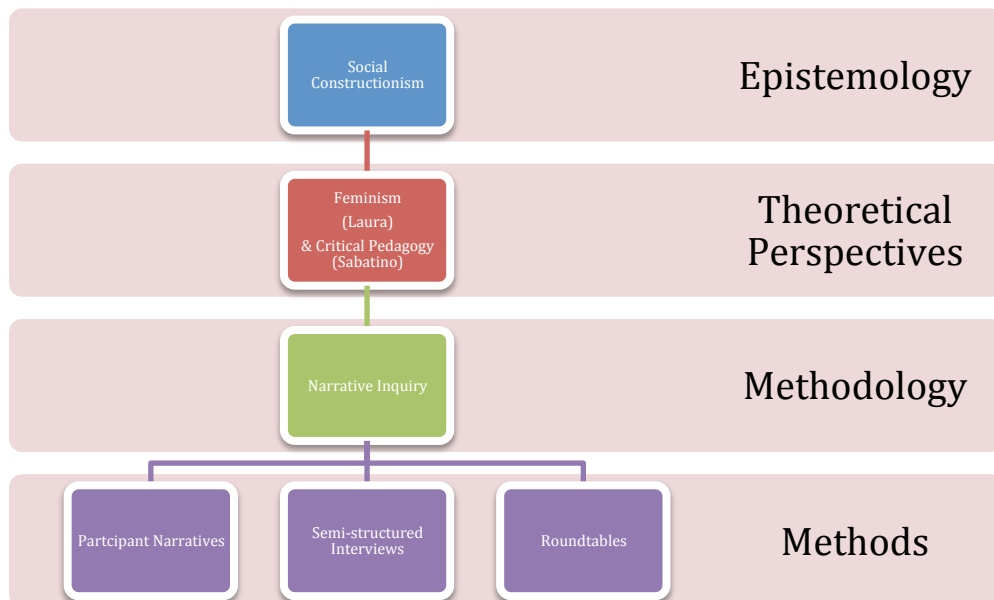 Social
Constructionism
Epistemology
Feminism
(Laura)
& Critical Pedagogy
(Sabatino)
Theoretical
Perspectives
Narrative Inquiry
Methodology
Partcipant Narratives
Semi-structured
Interviews
Roundtables
Methods